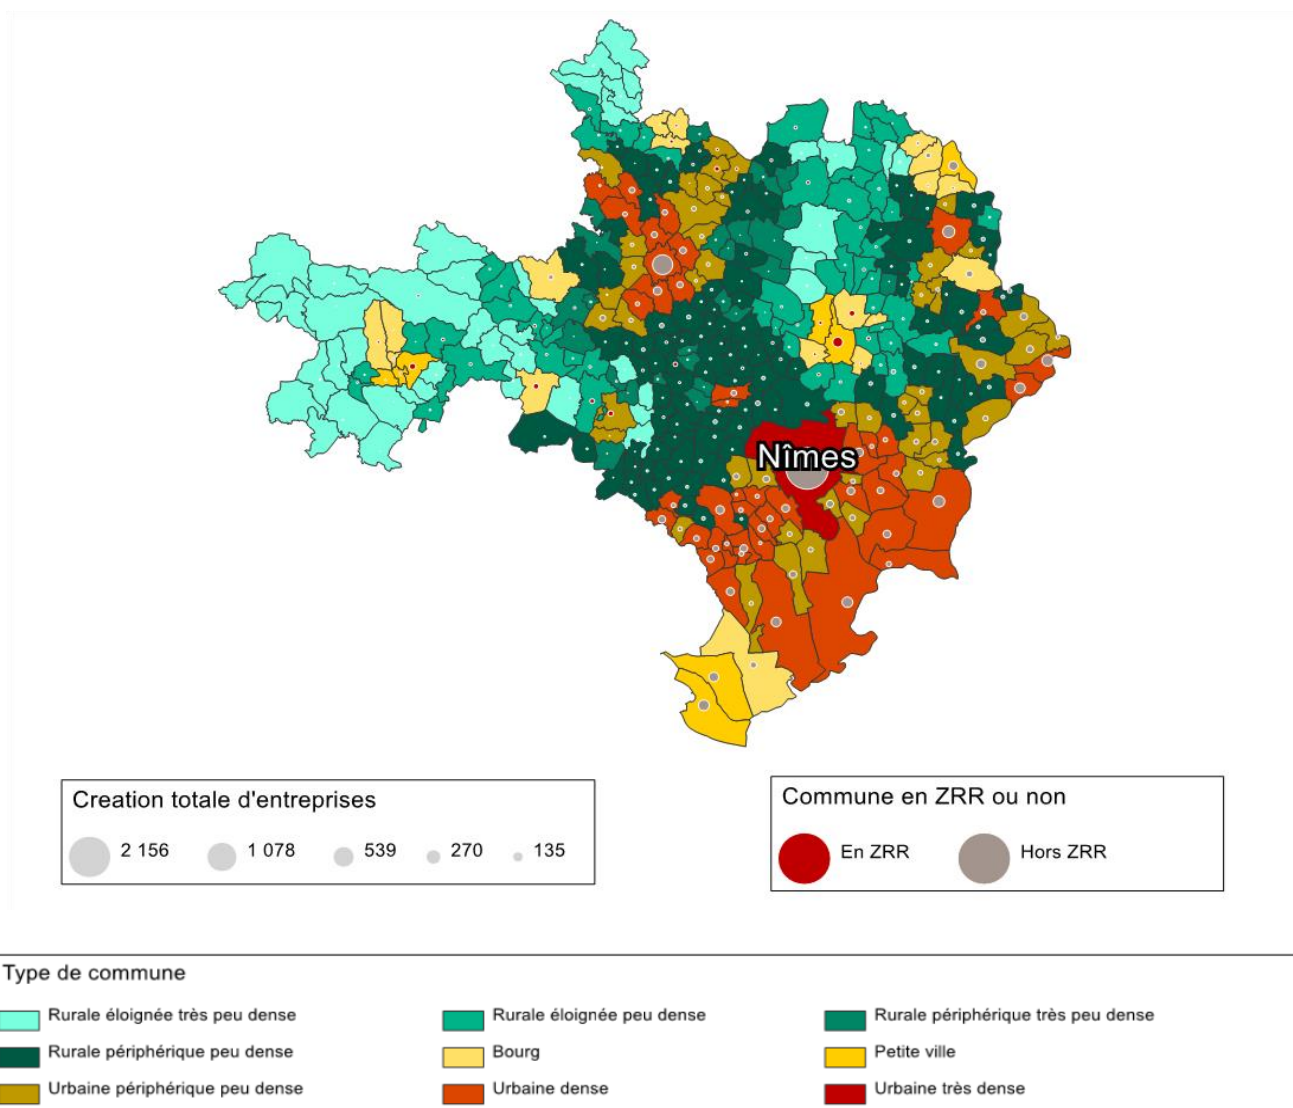 Nîmes
Creation totale d'entreprises
2 156 1 078 539 270 135
Commune en ZRR ou non
En ZRR Hors ZRR
Type de commune
Rurale éloignée très peu dense Rurale éloignée peu dense Rurale périphérique très peu dense
Rurale périphérique peu dense Bourg Petite ville
Urbaine périphérique peu dense Urbaine dense Urbaine très dense